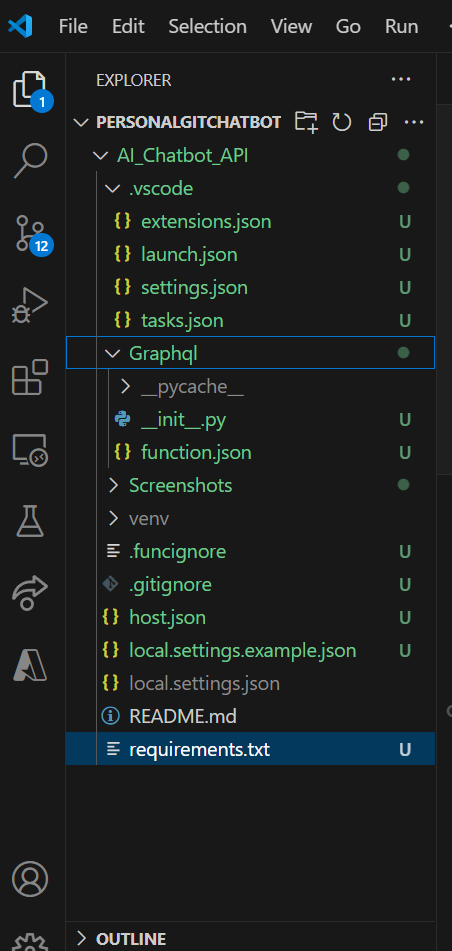 File Edit Selection View Go Run
EXPLORER
1
PERSONALGITCHATBOT
AI_Chatbot_API
.vscode
{} extensions.json U
{} launch.json U
12
{} settings.json U
{} tasks.json U
Graphql
__pycache__
__init__.py U
{} function.json U
Screenshots
venv
.funcignore U
.gitignore U
{} host.json U
{} local.settings.example.json U
{} local.settings.json
README.md
requirements.txt U
OUTLINE